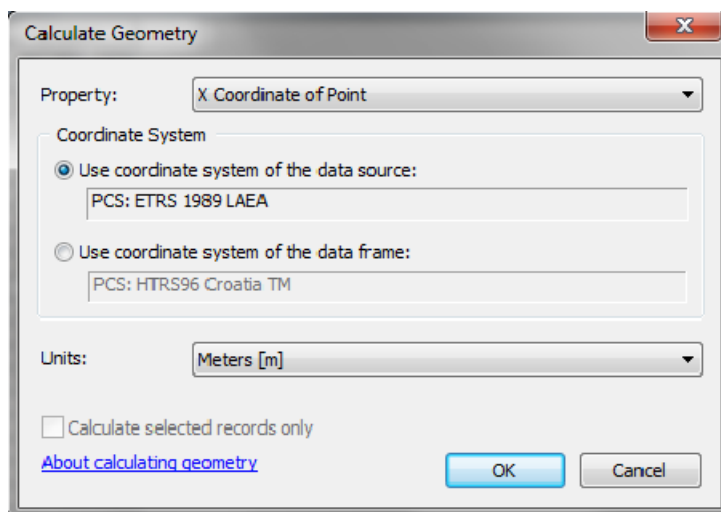 Calculate Geometry
Property:
X Coordinate of Point
Coordinate System
Use coordinate system of the data source:
PCS: ETRS 1989 LAEA
Use coordinate system of the data frame:
PCS: HTRS96 Croatia TM
Units:
Meters [m]
Calculate selected records only
About calculating geometry
OK
Cancel